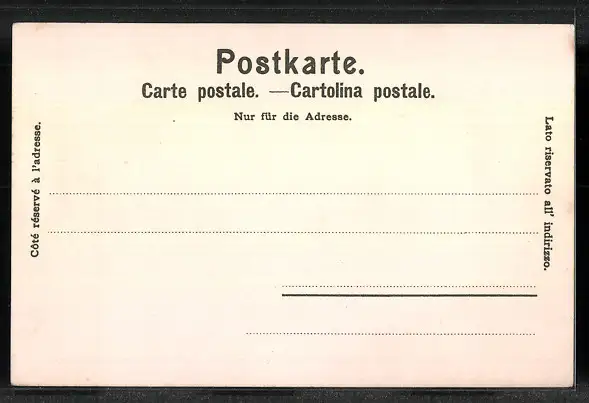 Postkarte.
Carte postale. —Cartolina postale.
Nur für die Adresse.
Côté réservé à l'adresse.
Lato riservato all' indirizzo.